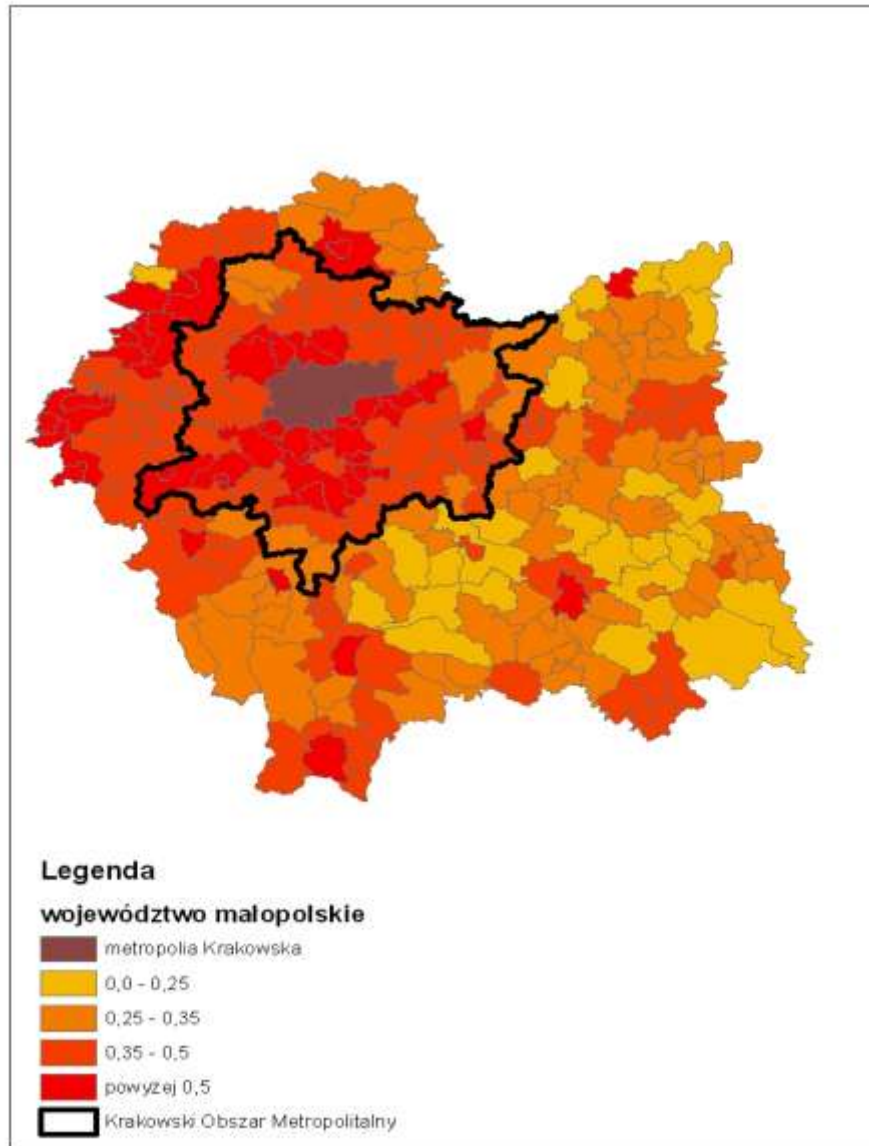 Legenda
województwo małopolskie
metropolia Krakowska
0,0 - 0,25
0,25 - 0,35
0,35 - 0,5
powyżej 0,5
Krakowski Obszar Metropolitalny